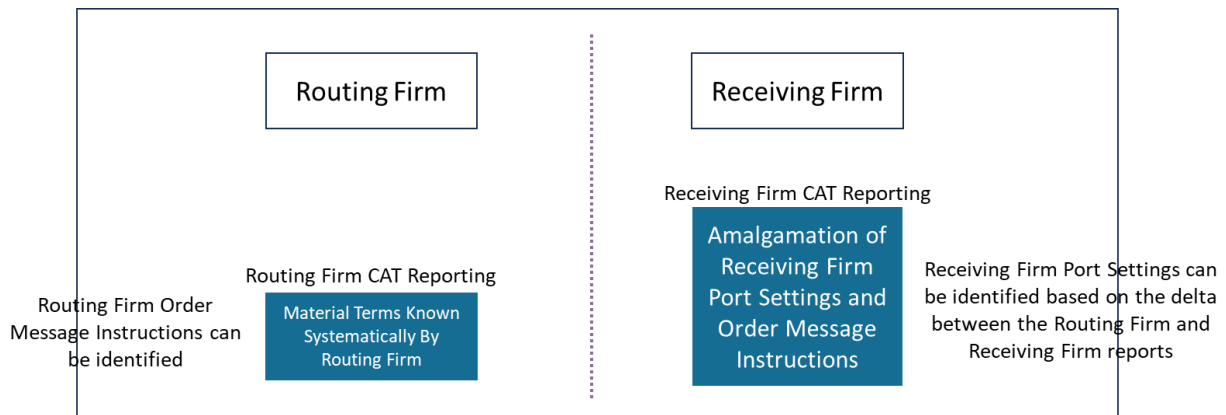 Routing Firm
Receiving Firm
Receiving Firm CAT Reporting
Amalgamation of
Receiving Firm
Port Settings and
Order Message
Instructions
Routing Firm CAT Reporting
Material Terms Known
Systematically By
Routing Firm
Routing Firm Order
Message Instructions can
be identified
Receiving Firm Port Settings can
be identified based on the delta
between the Routing Firm and
Receiving Firm reports